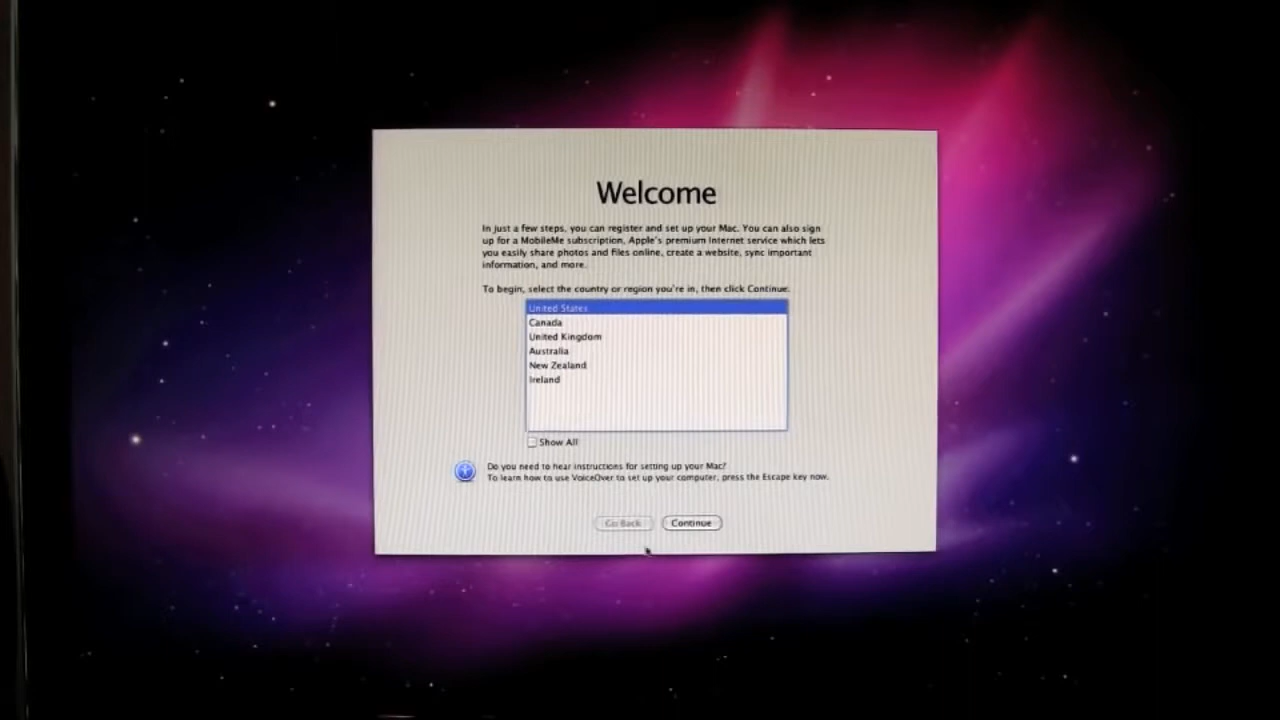 Welcome
In just a few steps, you can register and set up your Mac. You can also sign
up for a MobileMe subscription, Apple's premium Internet service which lets
you easily share photos and files online, create a website, sync important
information, and more.
To begin, select the country or region you're in, then click Continue.
United States
Canada
United Kingdom
Australia
New Zealand
Ireland
Show All
Do you need to hear instructions for setting up your Mac?
To learn how to use VoiceOver to set up your computer, press the Escape key now.
Go Back Continue